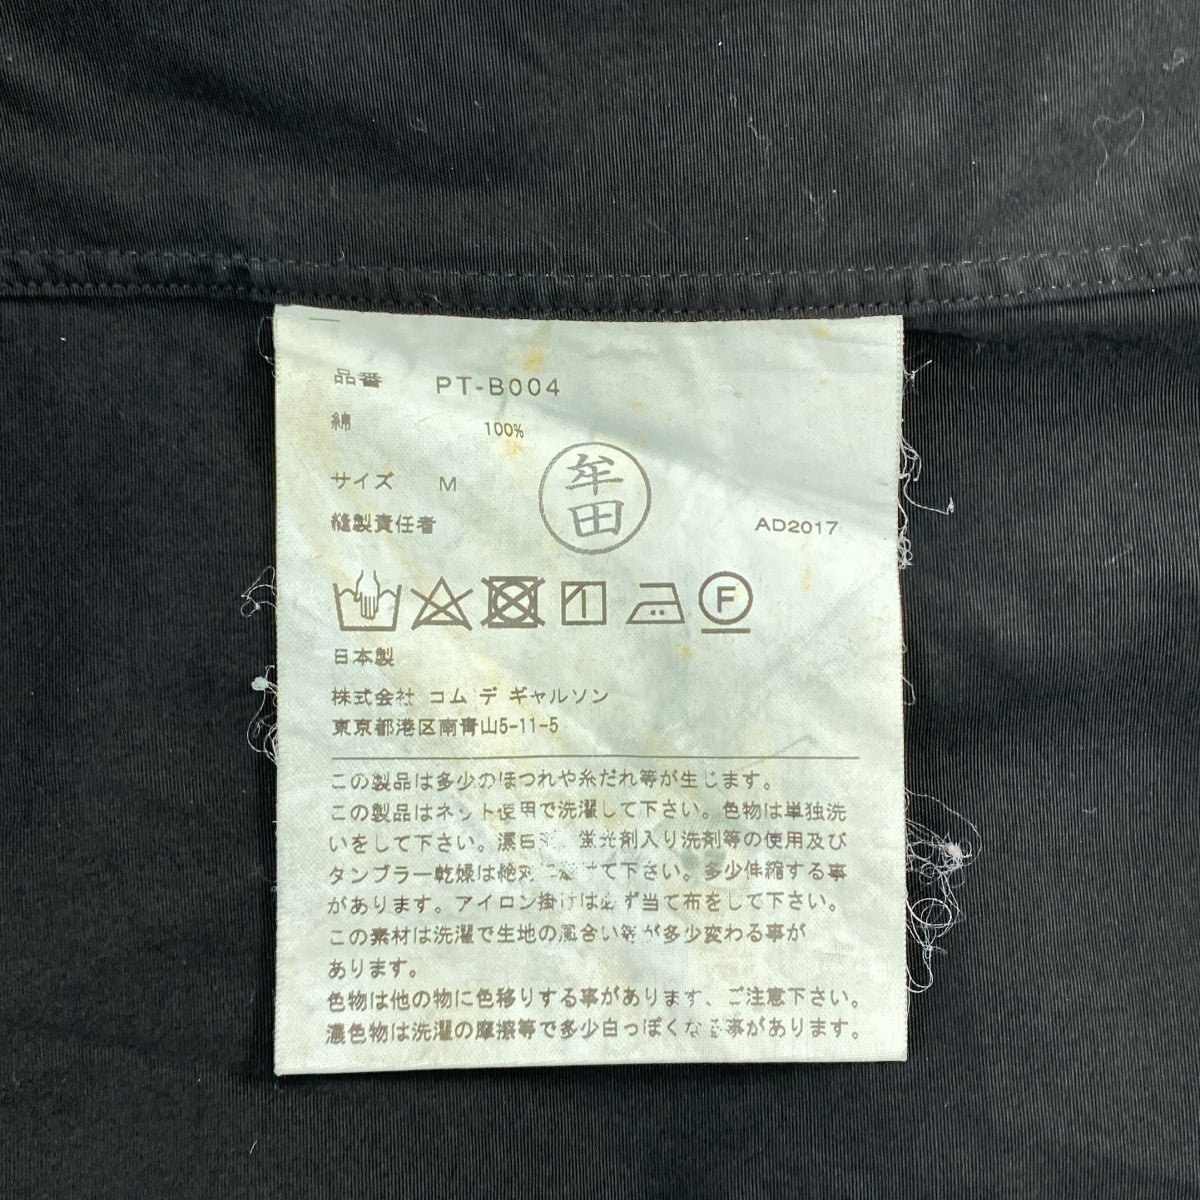 品番 PT-B004
綿 100%
サイズ M
牟田
縫製責任者 AD2017
F
日本製
株式会社 コム デ ギャルソン
東京都港区南青山5-11-5
この製品は多少のほつれや糸だれ等が生じます。
この製品はネット使用で洗濯して下さい。色物は単独洗
いをして下さい。漂白剤、蛍光剤入り洗剤等の使用及び
タンブラー乾燥は絶対に避けて下さい。多少伸縮する事
があります。アイロン掛けは必ず当て布をして下さい。
この素材は洗濯で生地の風合い等が多少変わる事が
あります。
色物は他の物に色移りする事があります、ご注意下さい。
濃色物は洗濯の摩擦等で多少白っぽくなる事があります。